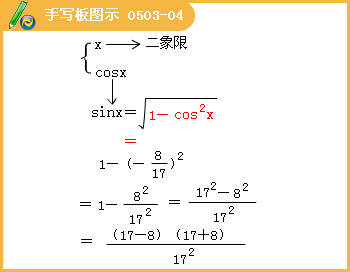 手写板图示 0503-04
{ x → 二象限
cosx
↓
sinx=√(1-cos²x)
=
1-(-8/17)²
=1-8²/17²=(17²-8²)/17²
=(17-8)(17+8)/17²